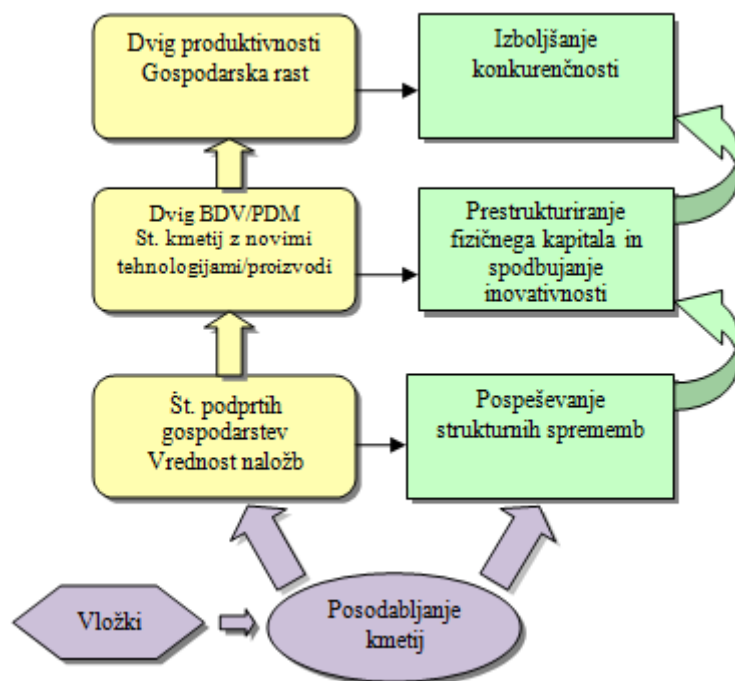 Dvig produktivnosti
Gospodarska rast
Izboljšanje
konkurenčnosti
Dvig BDV/PDM
St. kmetij z novimi
tehnologijami/proizvodi
Prestrukturiranje
fizičnega kapitala in
spodbujanje
inovativnosti
Št. podprtih
gospodarstev
Vrednost naložb
Pospeševanje
strukturnih sprememb
Vložki
Posodabljanje
kmetij